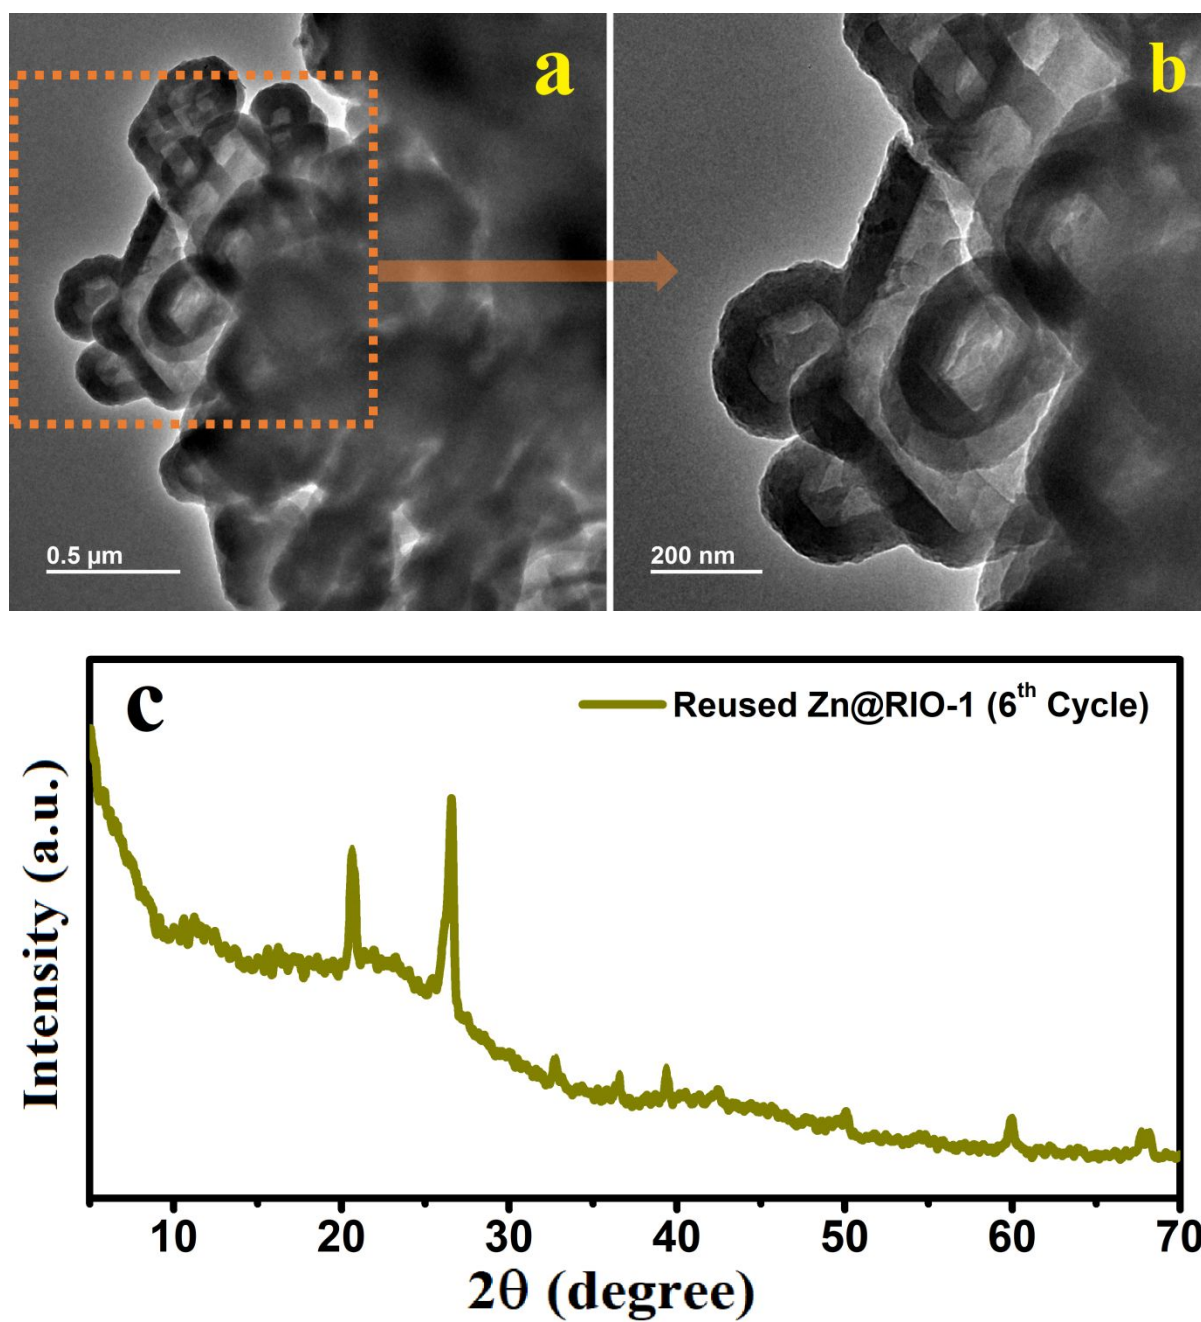 a
b
0.5 µm
200 nm
c
Reused Zn@RIO-1 (6th Cycle)
Intensity (a.u.)
10 20 30 40 50 60 70
2θ (degree)